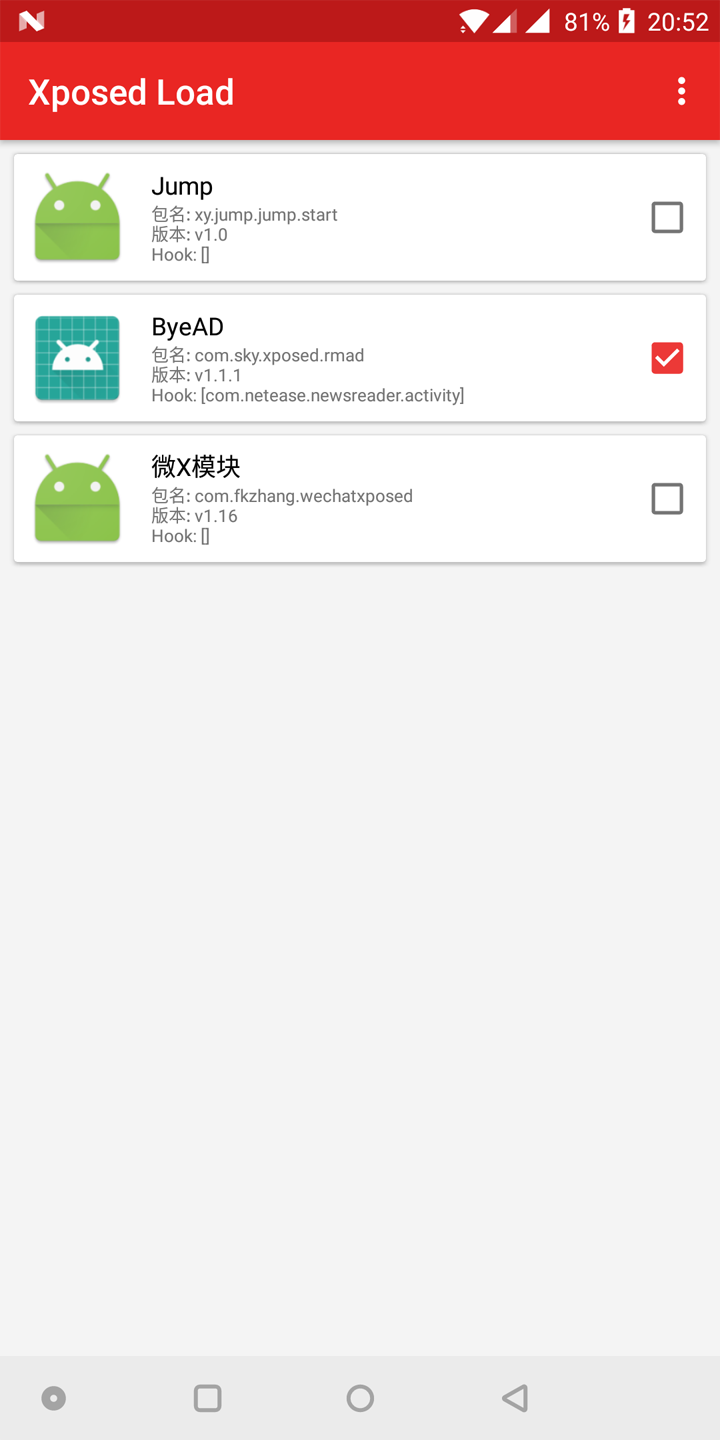 81% 20:52
Xposed Load
Jump
包名: xy.jump.jump.start
版本: v1.0
Hook: []
ByeAD
包名: com.sky.xposed.rmad
版本: v1.1.1
Hook: [com.netease.newsreader.activity]
微X模块
包名: com.fkzhang.wechatxposed
版本: v1.16
Hook: []